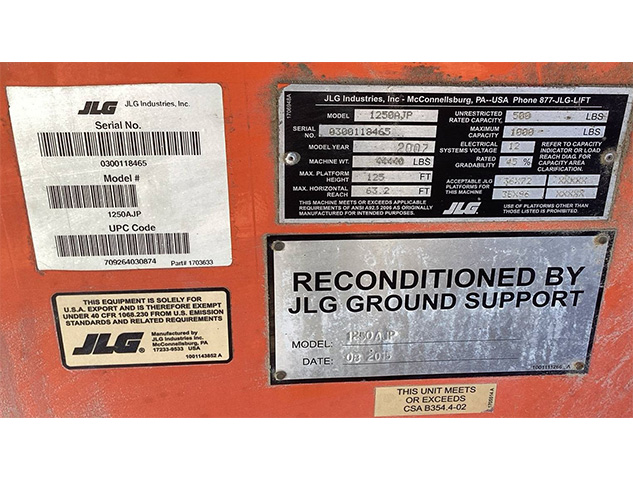 JLG JLG Industries, Inc.
Serial No.
0300118465
Model #
1250AJP
UPC Code
709264030874 Part# 1703633
THIS EQUIPMENT IS SOLELY FOR
U.S.A. EXPORT AND IS THEREFORE EXEMPT
UNDER 40 CFR 1068.230 FROM U.S. EMISSION
STANDARDS AND RELATED REQUIREMENTS
JLG® Manufactured by
JLG Industries Inc.
McConnellsburg, PA
17233-9533 USA
1001143852 A
JLG Industries, Inc - McConnellsburg, PA--USA Phone 877-JLG-LIFT
MODEL 1250AJP
SERIAL NO. 0300118465
MODEL YEAR 2007
MACHINE WT. LBS
MAX. PLATFORM HEIGHT 125 FT
MAX. HORIZONTAL REACH 63.2 FT
THIS MACHINE MEETS OR EXCEEDS APPLICABLE
REQUIREMENTS OF ANSI A92.5 2006 AS ORIGINALLY
MANUFACTURED FOR INTENDED PURPOSES.
UNRESTRICTED RATED CAPACITY, 500 LBS
MAXIMUM CAPACITY 1000 LBS
ELECTRICAL SYSTEMS VOLTAGE 12
RATED GRADABILITY 45 %
REFER TO CAPACITY
INDICATOR OR LOAD
REACH DIAG. FOR
CAPACITY AREA
CLARIFICATION.
ACCEPTABLE JLG
PLATFORMS FOR
THIS MACHINE
36X72 XXXXX
36X96 XXXXX
JLG
USE OF PLATFORMS OTHER THAN
THOSE LISTED IS PROHIBITED.
RECONDITIONED BY
JLG GROUND SUPPORT
MODEL: 1250AJP
DATE: 08 2015
THIS UNIT MEETS
OR EXCEEDS
CSA B354.4-02